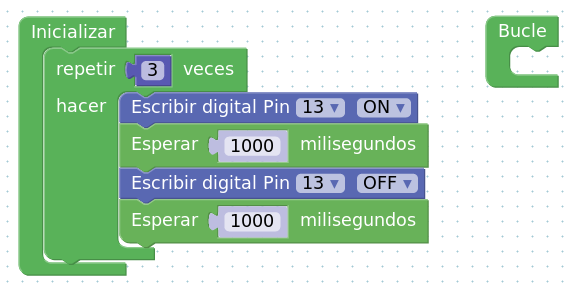 Inicializar
Bucle
repetir 3 veces
hacer
Escribir digital Pin 13 ▾ ON ▾
Esperar 1000 milisegundos
Escribir digital Pin 13 ▾ OFF ▾
Esperar 1000 milisegundos